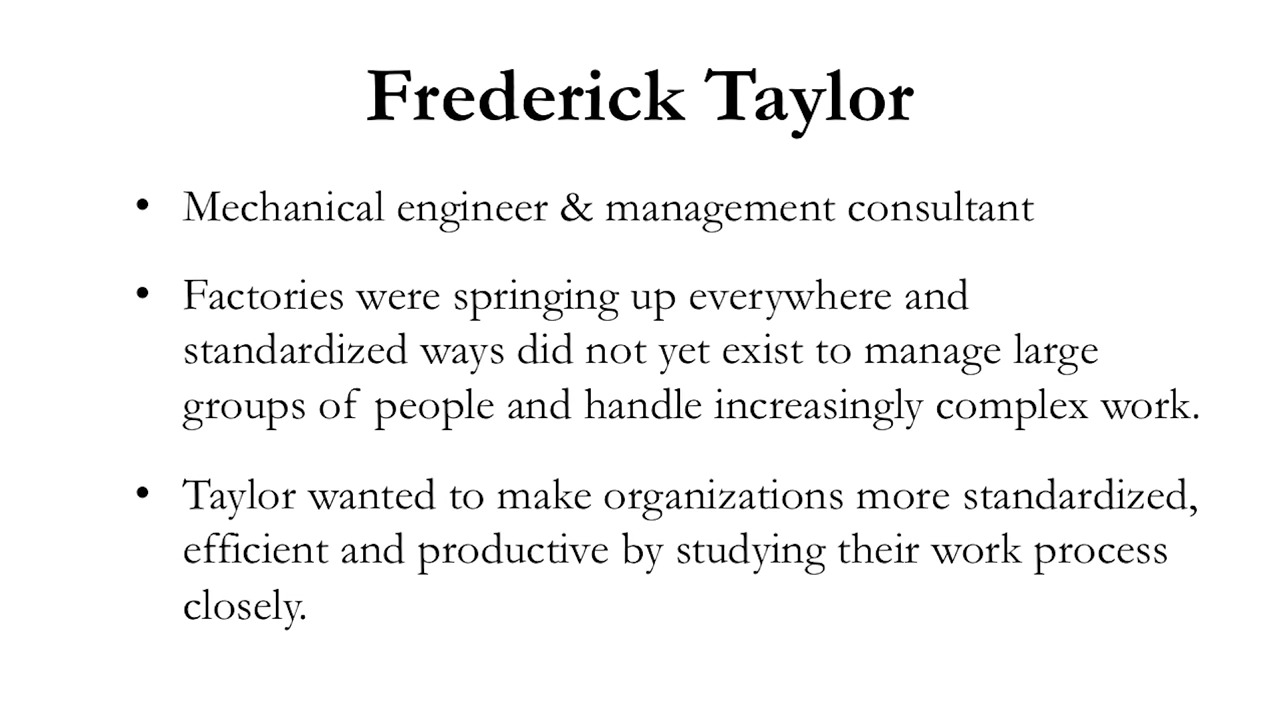 Frederick Taylor
• Mechanical engineer & management consultant
• Factories were springing up everywhere and
standardized ways did not yet exist to manage large
groups of people and handle increasingly complex work.
• Taylor wanted to make organizations more standardized,
efficient and productive by studying their work process
closely.